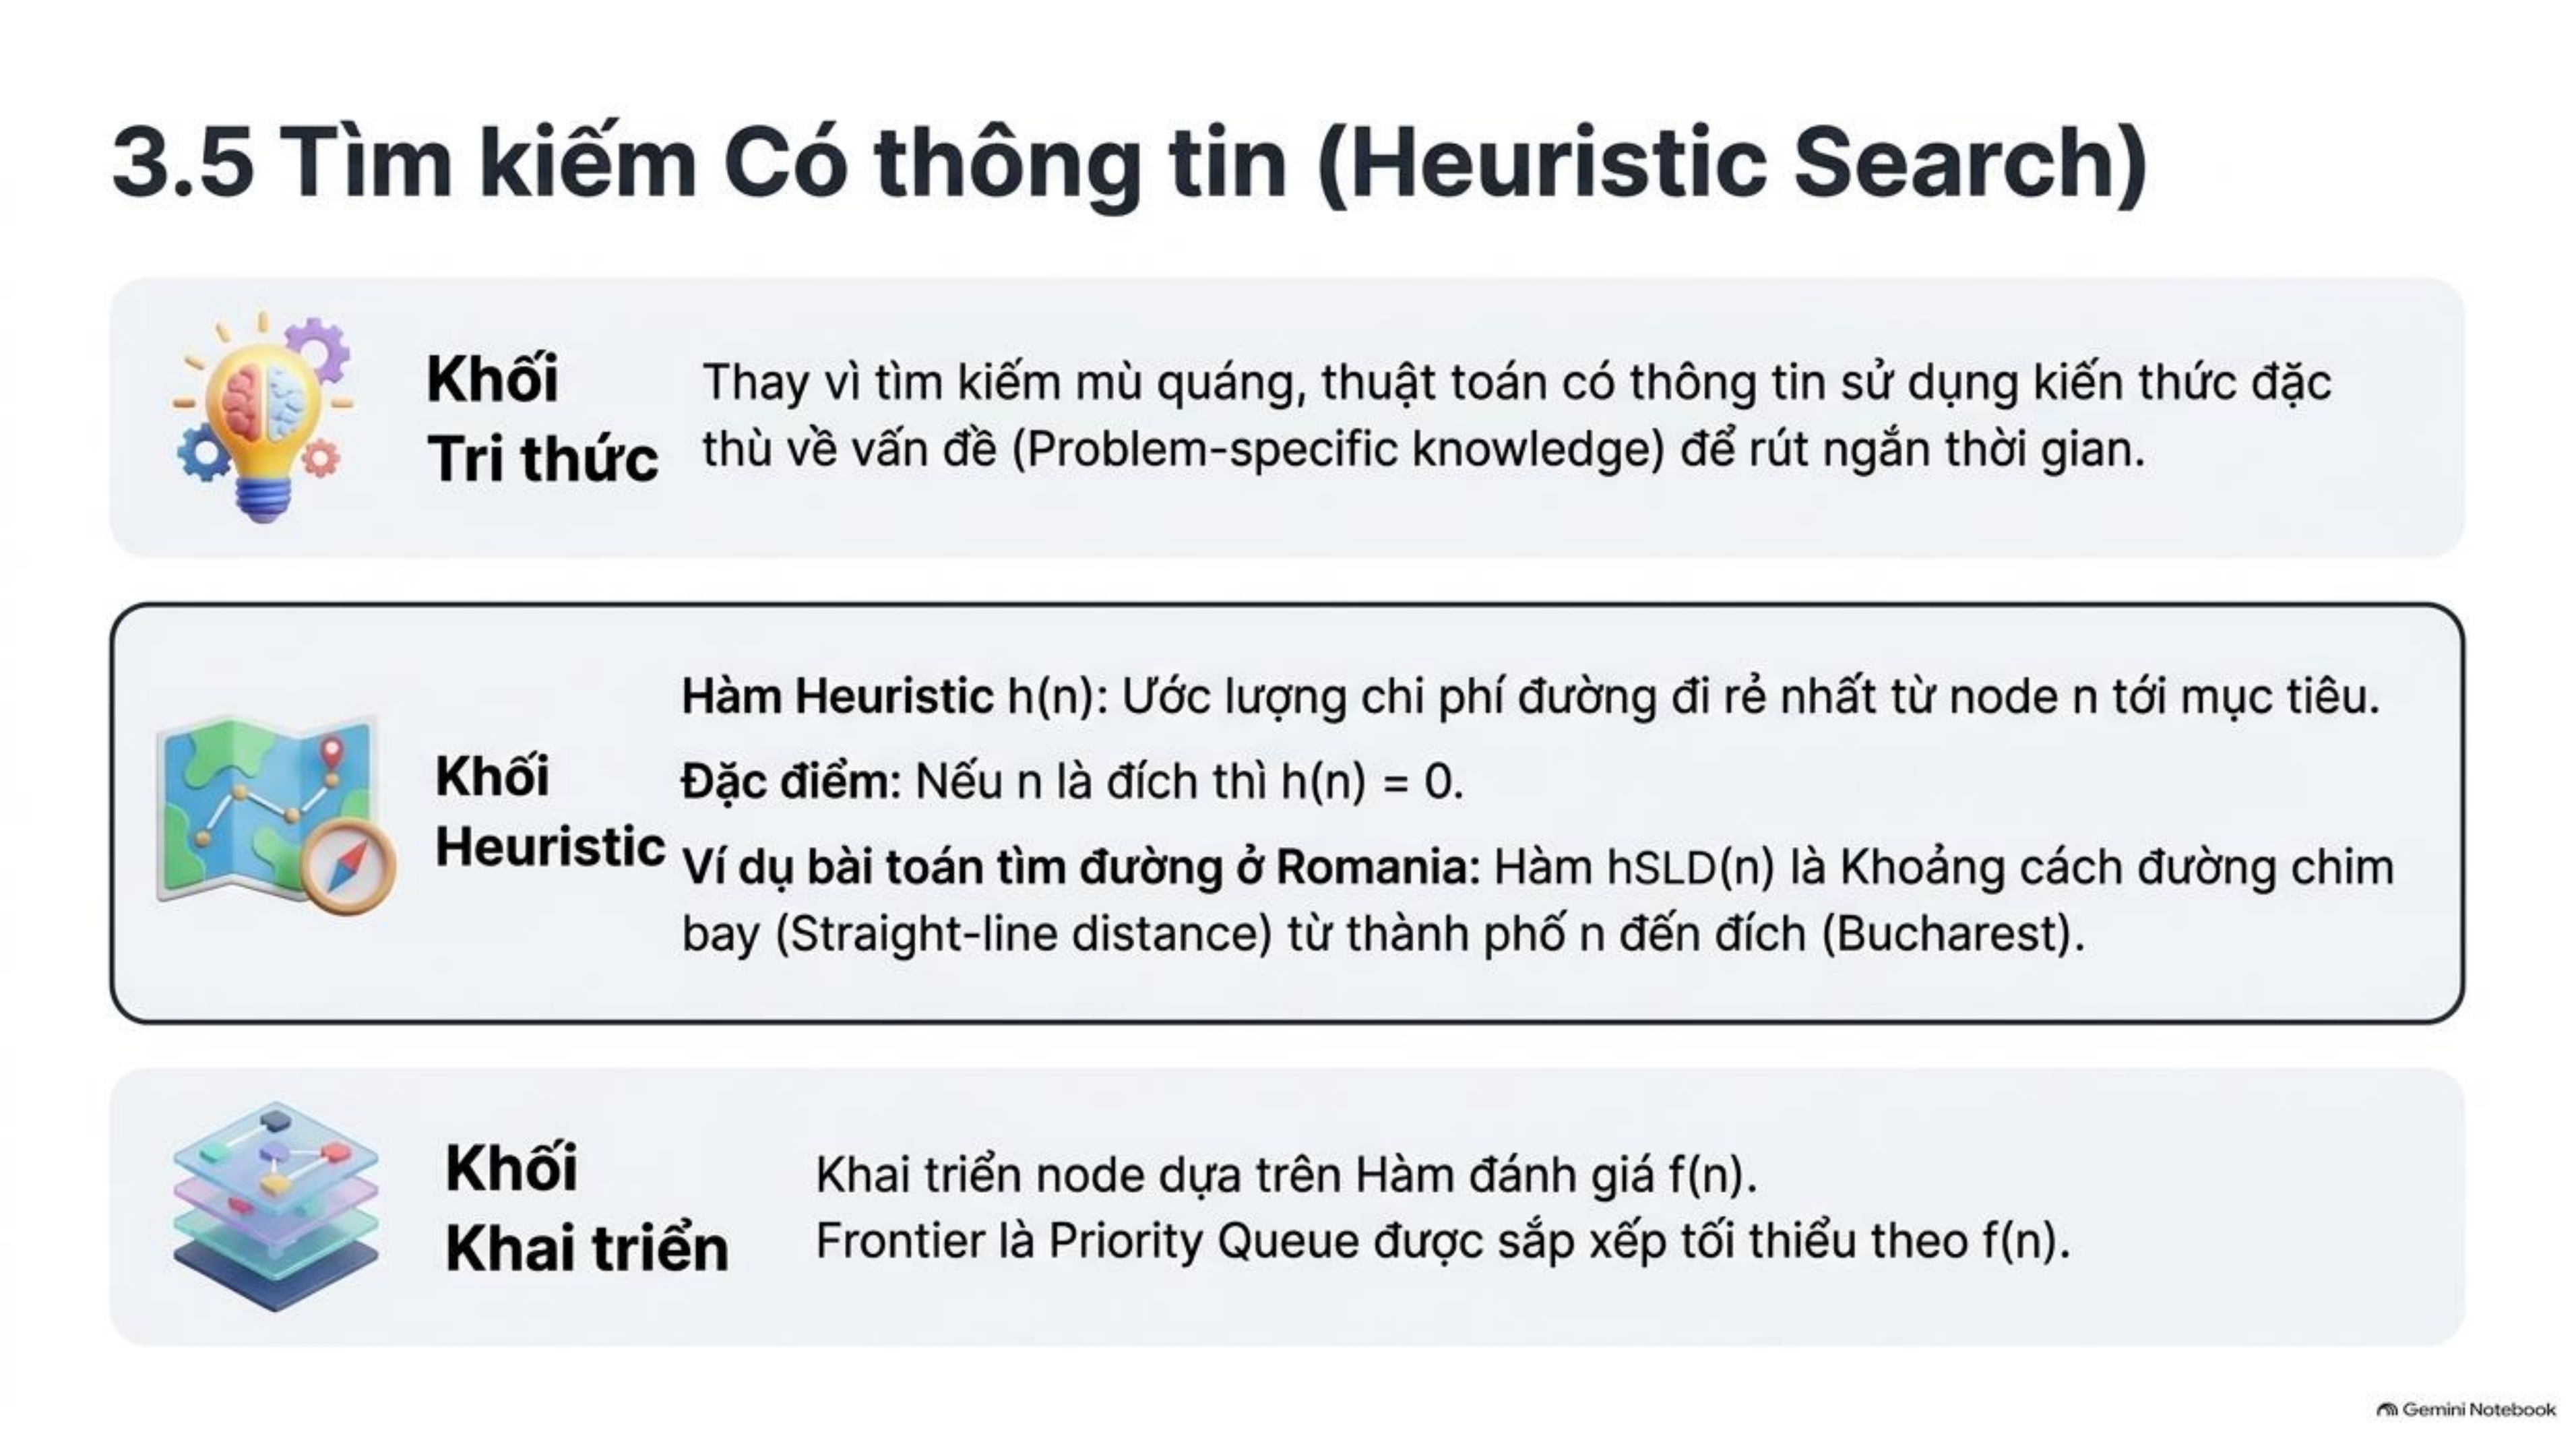 3.5 Tìm kiếm Có thông tin (Heuristic Search)
Khối
Tri thức
Thay vì tìm kiếm mù quáng, thuật toán có thông tin sử dụng kiến thức đặc
thù về vấn đề (Problem-specific knowledge) để rút ngắn thời gian.
Khối
Heuristic
Hàm Heuristic h(n): Ước lượng chi phí đường đi rẻ nhất từ node n tới mục tiêu.
Đặc điểm: Nếu n là đích thì h(n) = 0.
Ví dụ bài toán tìm đường ở Romania: Hàm hSLD(n) là Khoảng cách đường chim
bay (Straight-line distance) từ thành phố n đến đích (Bucharest).
Khối
Khai triển
Khai triển node dựa trên Hàm đánh giá f(n).
Frontier là Priority Queue được sắp xếp tối thiểu theo f(n).
Gemini Notebook